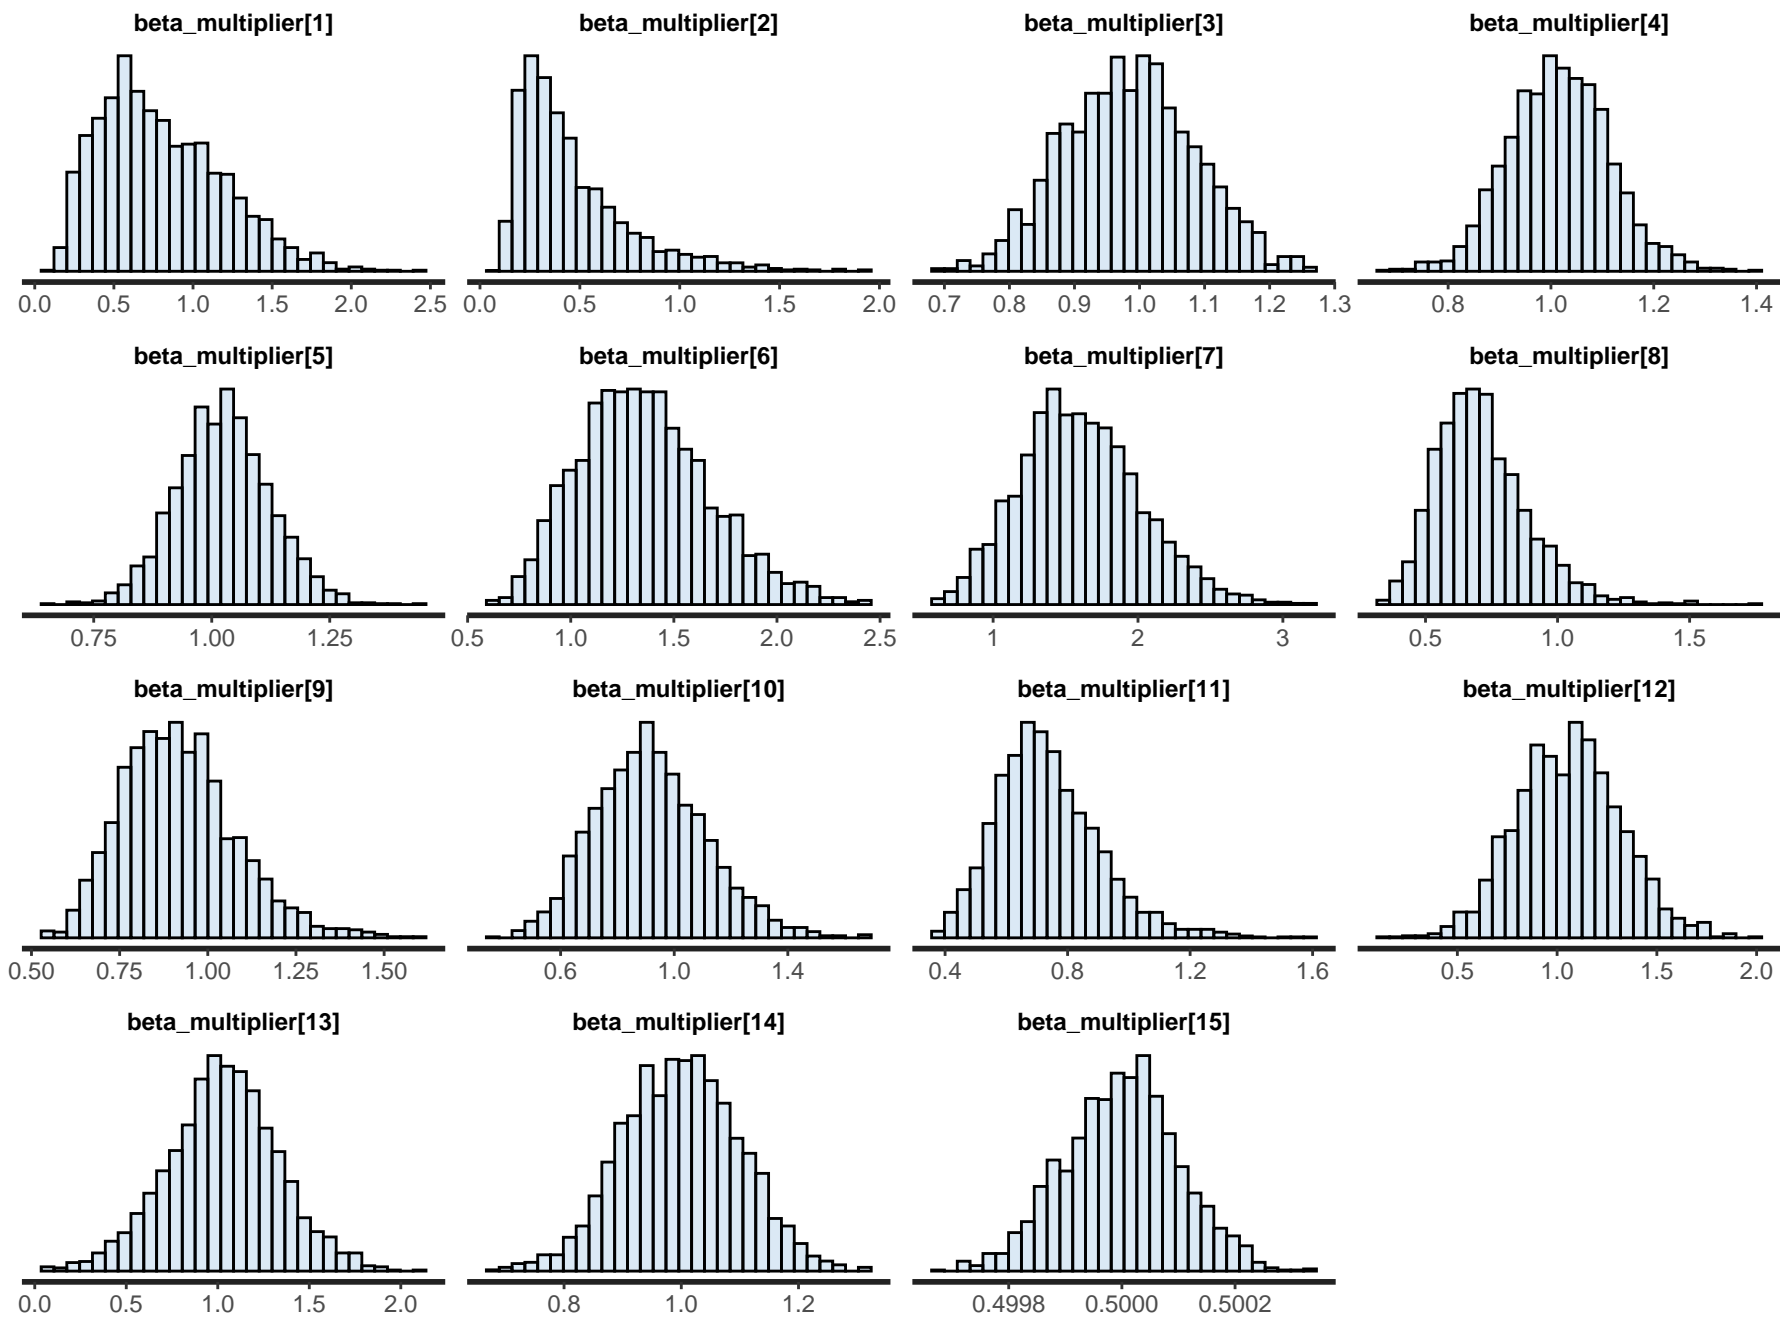 beta_multiplier[1] beta_multiplier[2] beta_multiplier[3] beta_multiplier[4]
0.0 0.5 1.0 1.5 2.0 2.5 0.0 0.5 1.0 1.5 2.0 0.7 0.8 0.9 1.0 1.1 1.2 1.3 0.8 1.0 1.2 1.4
beta_multiplier[5] beta_multiplier[6] beta_multiplier[7] beta_multiplier[8]
0.75 1.00 1.25 0.5 1.0 1.5 2.0 2.5 1 2 3 0.5 1.0 1.5
beta_multiplier[9] beta_multiplier[10] beta_multiplier[11] beta_multiplier[12]
0.50 0.75 1.00 1.25 1.50 0.6 1.0 1.4 0.4 0.8 1.2 1.6 0.5 1.0 1.5 2.0
beta_multiplier[13] beta_multiplier[14] beta_multiplier[15]
0.0 0.5 1.0 1.5 2.0 0.8 1.0 1.2 0.4998 0.5000 0.5002